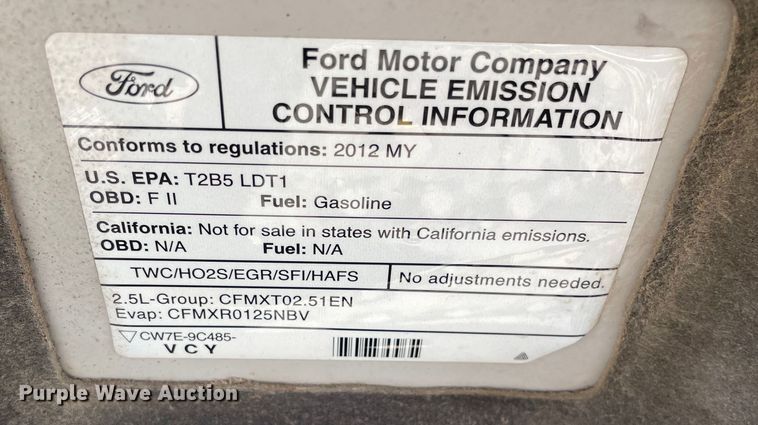 purplewave.com
Ford
Ford Motor Company
VEHICLE EMISSION
CONTROL INFORMATION
Conforms to regulations: 2012 MY
U.S. EPA: T2B5 LDT1
OBD: F II Fuel: Gasoline
California: Not for sale in states with California emissions.
OBD: N/A Fuel: N/A
TWC/HO2S/EGR/SFI/HAFS
No adjustments needed.
2.5L-Group: CFMXT02.51EN
Evap: CFMXR0125NBV
CW7E-9C485-
VCY
Purple Wave Auction